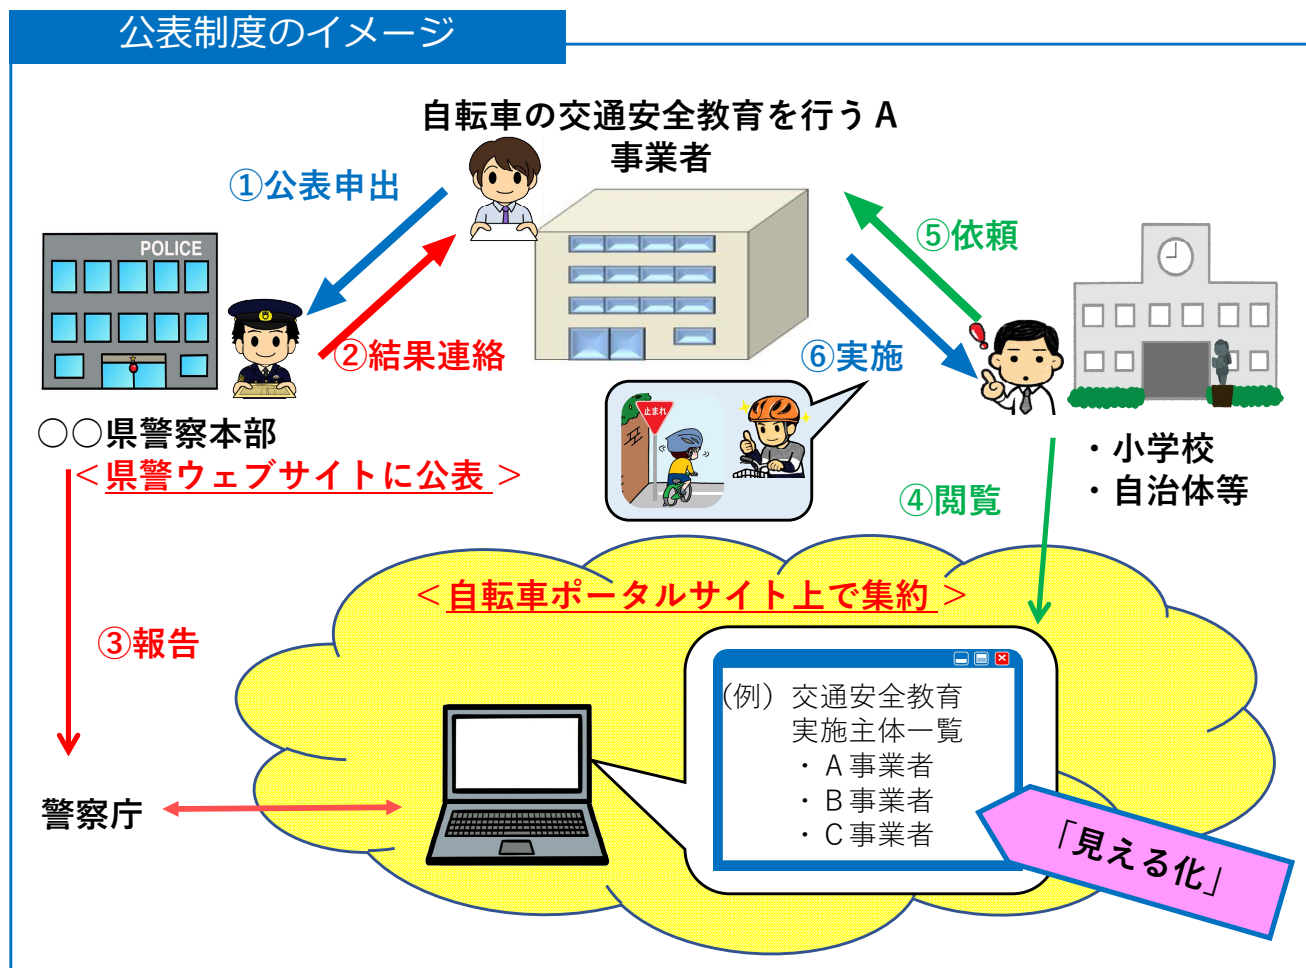 公表制度のイメージ
自転車の交通安全教育を行うA
事業者
①公表申出
②結果連絡
POLICE
○○県警察本部
＜県警ウェブサイトに公表＞
③報告
警察庁
⑤依頼
⑥実施
止まれ
④閲覧
・小学校
・自治体等
＜自転車ポータルサイト上で集約＞
（例）交通安全教育
実施主体一覧
・A事業者
・B事業者
・C事業者
「見える化」